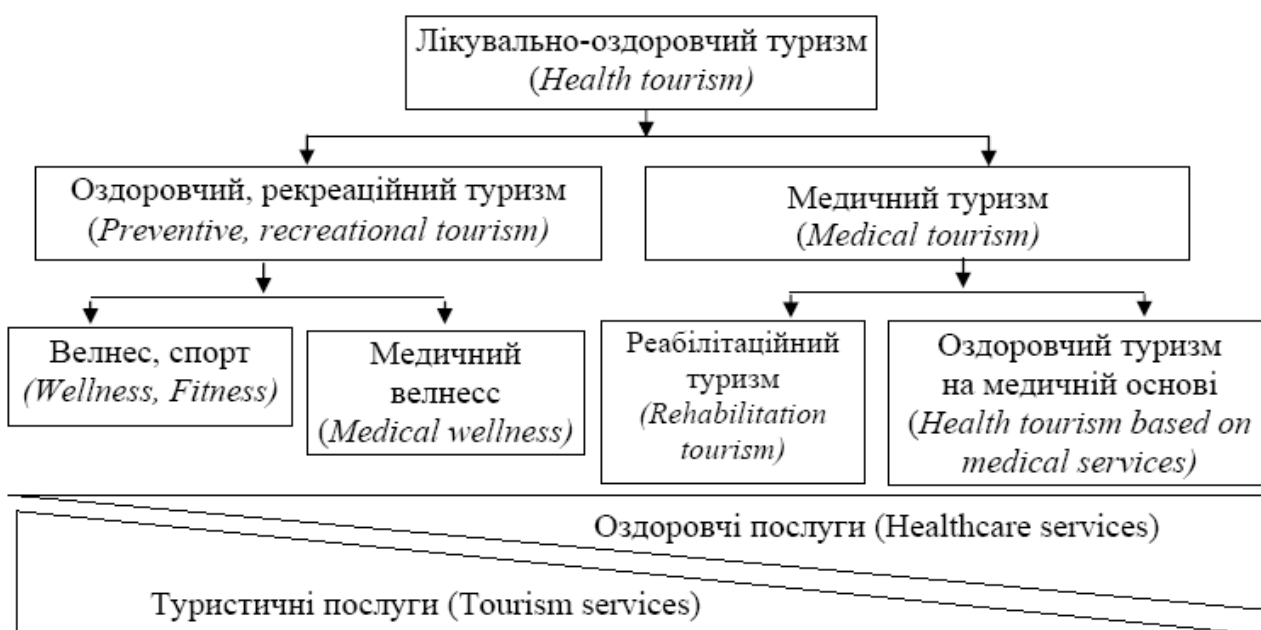 Лікувально-оздоровчий туризм
(Health tourism)
Оздоровчий, рекреаційний туризм
(Preventive, recreational tourism)
Медичний туризм
(Medical tourism)
Велнес, спорт
(Wellness, Fitness)
Медичний
велнесс
(Medical wellness)
Реабілітаційний
туризм
(Rehabilitation
tourism)
Оздоровчий туризм
на медичній основі
(Health tourism based on
medical services)
Оздоровчі послуги (Healthcare services)
Туристичні послуги (Tourism services)